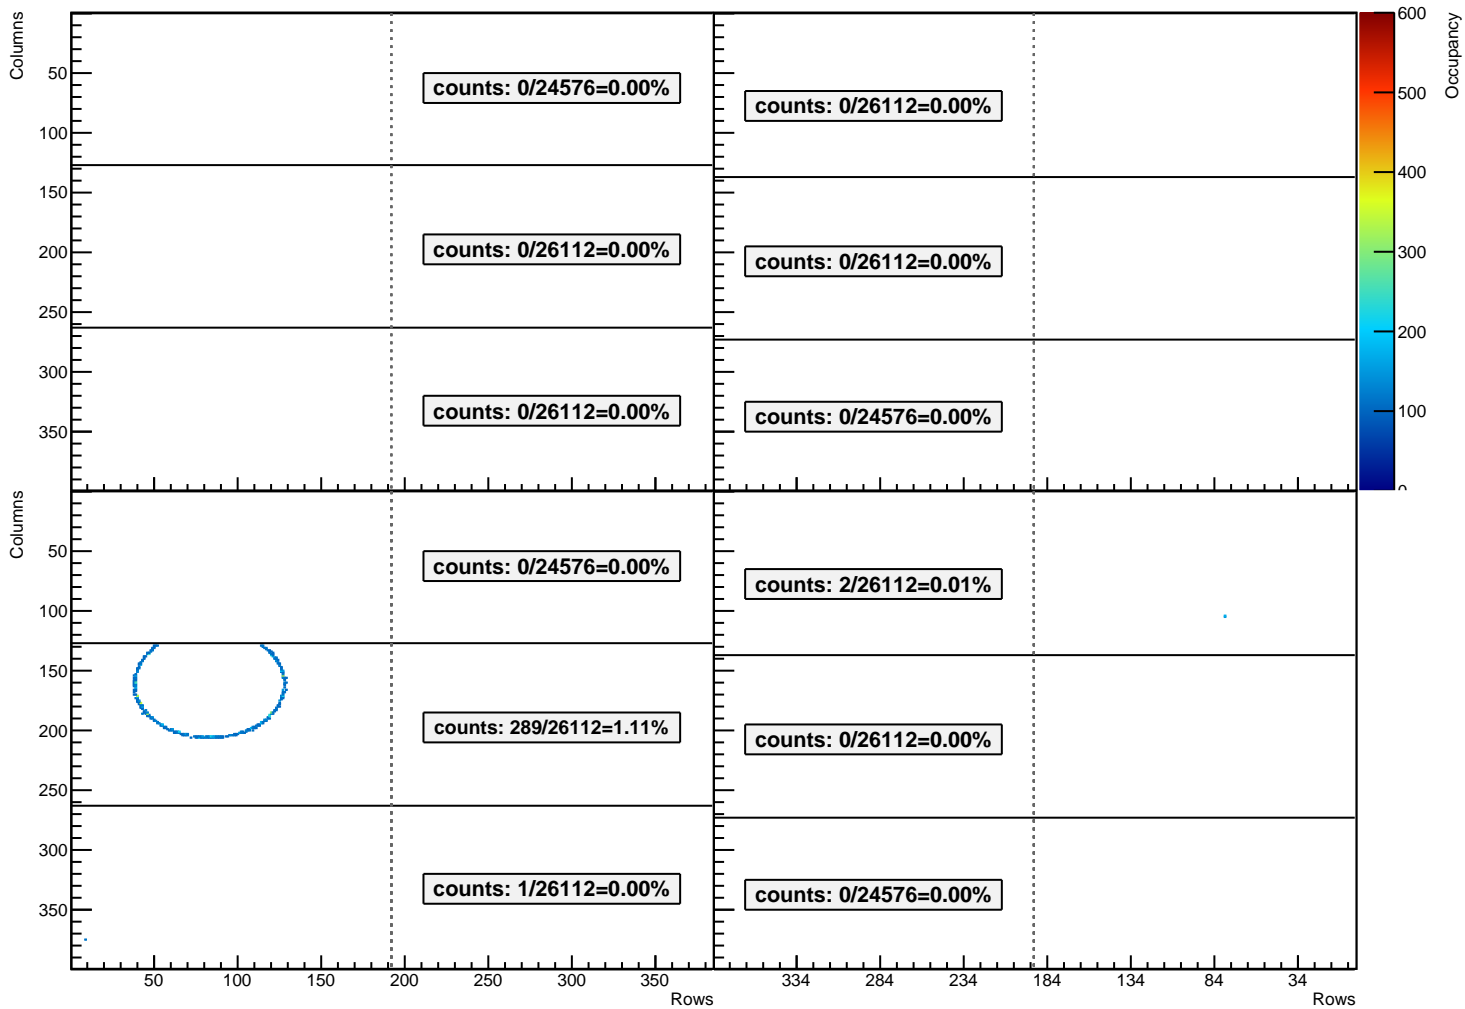 Columns
50
100
150
200
250
300
350
counts: 0/24576=0.00%
counts: 0/26112=0.00%
counts: 0/26112=0.00%
counts: 0/26112=0.00%
counts: 0/26112=0.00%
counts: 0/24576=0.00%
600
500
400
300
200
100
0
Occupancy
Columns
50
100
150
200
250
300
350
counts: 0/24576=0.00%
counts: 289/26112=1.11%
counts: 1/26112=0.00%
counts: 2/26112=0.01%
counts: 0/26112=0.00%
counts: 0/24576=0.00%
50 100 150 200 250 300 350
Rows
334 284 234 184 134 84 34
Rows